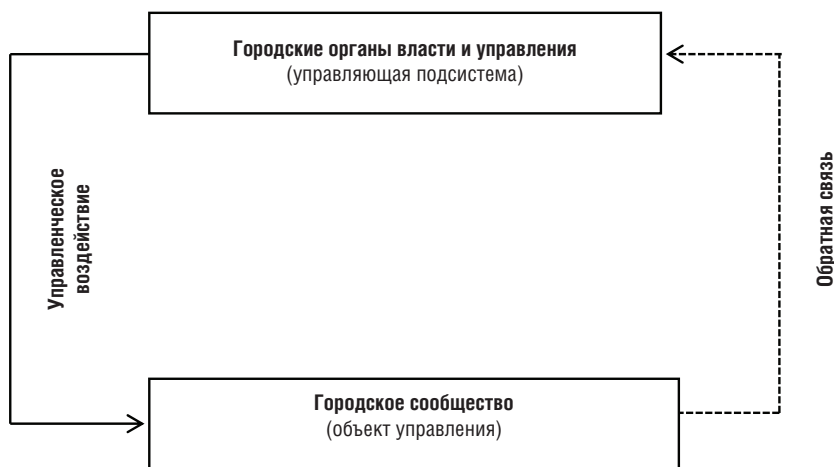 Городские органы власти и управления
(управляющая подсистема)
Управленческое
воздействие
Обратная связь
Городское сообщество
(объект управления)